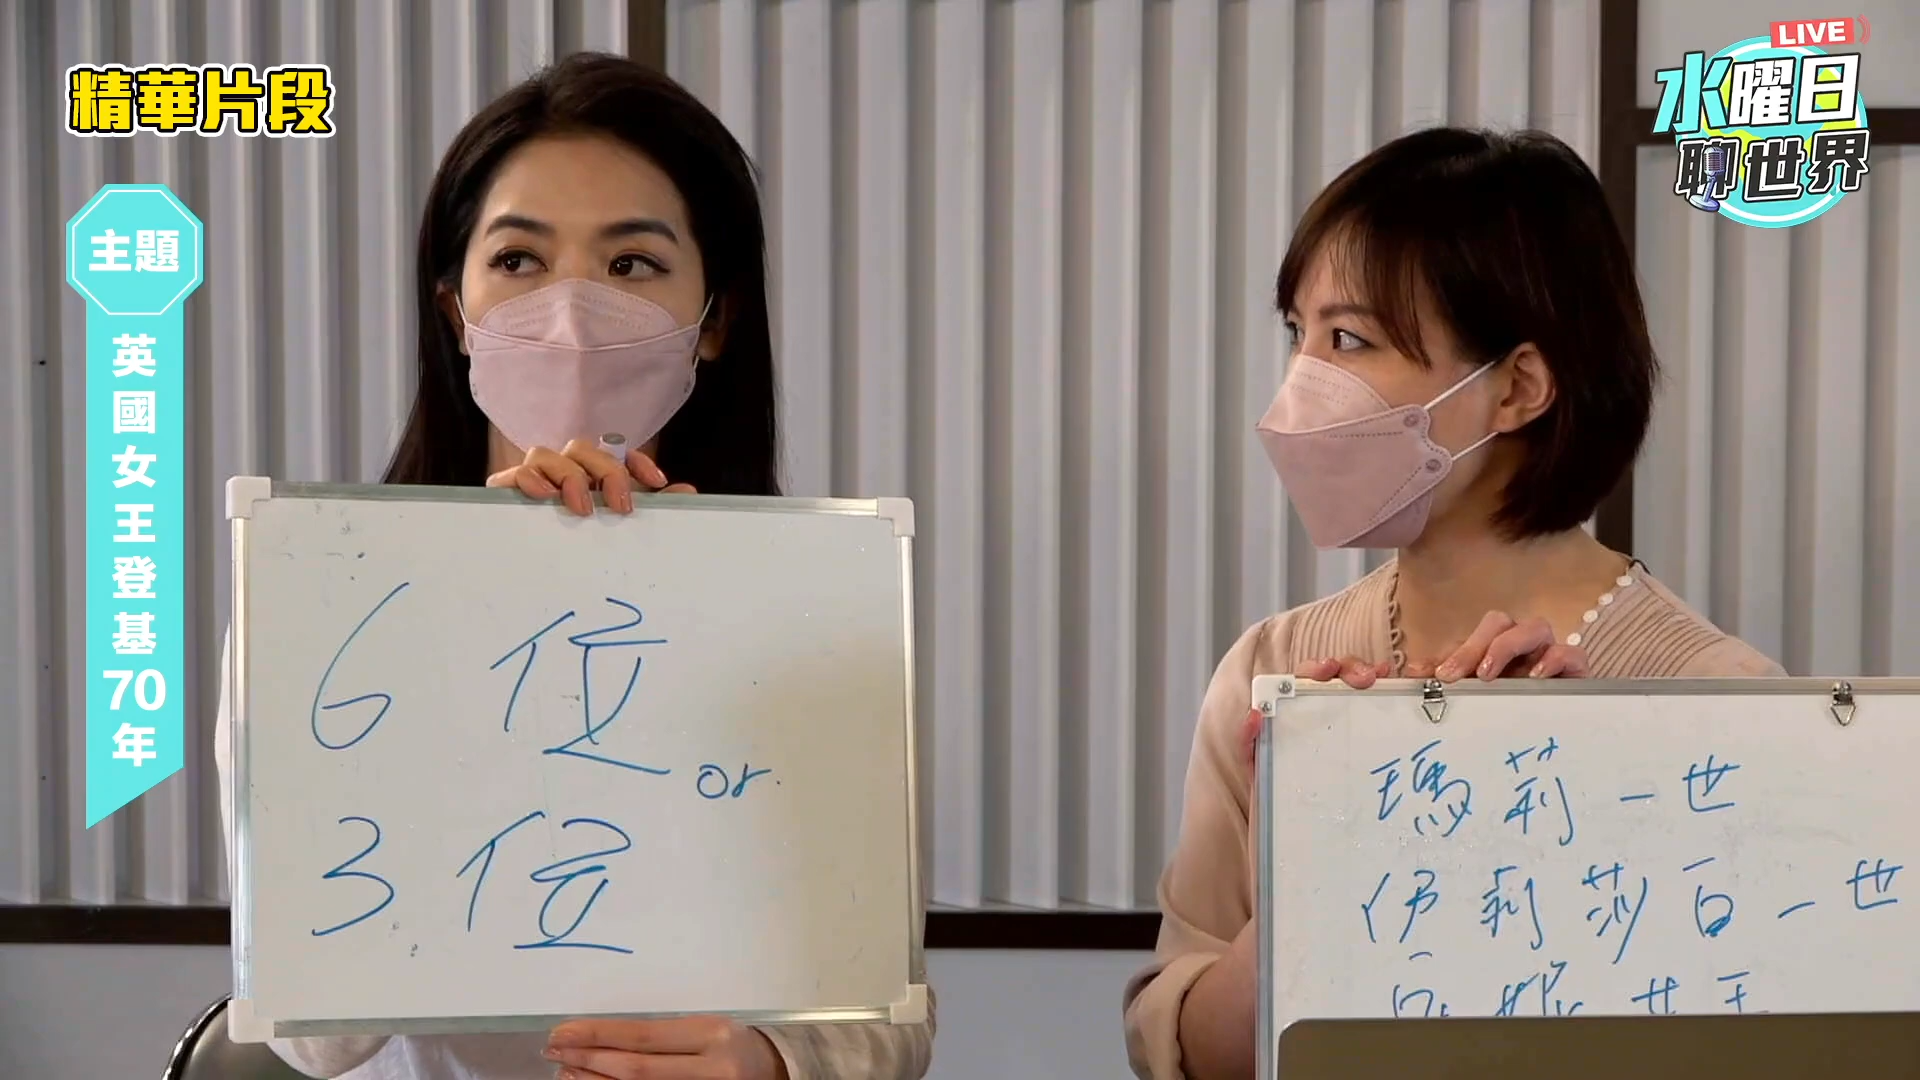 精華片段
主題
英國女王登基70年
LIVE
水曜日
聊世界
6位
or
3位
瑪莉一世
伊莉莎白一世